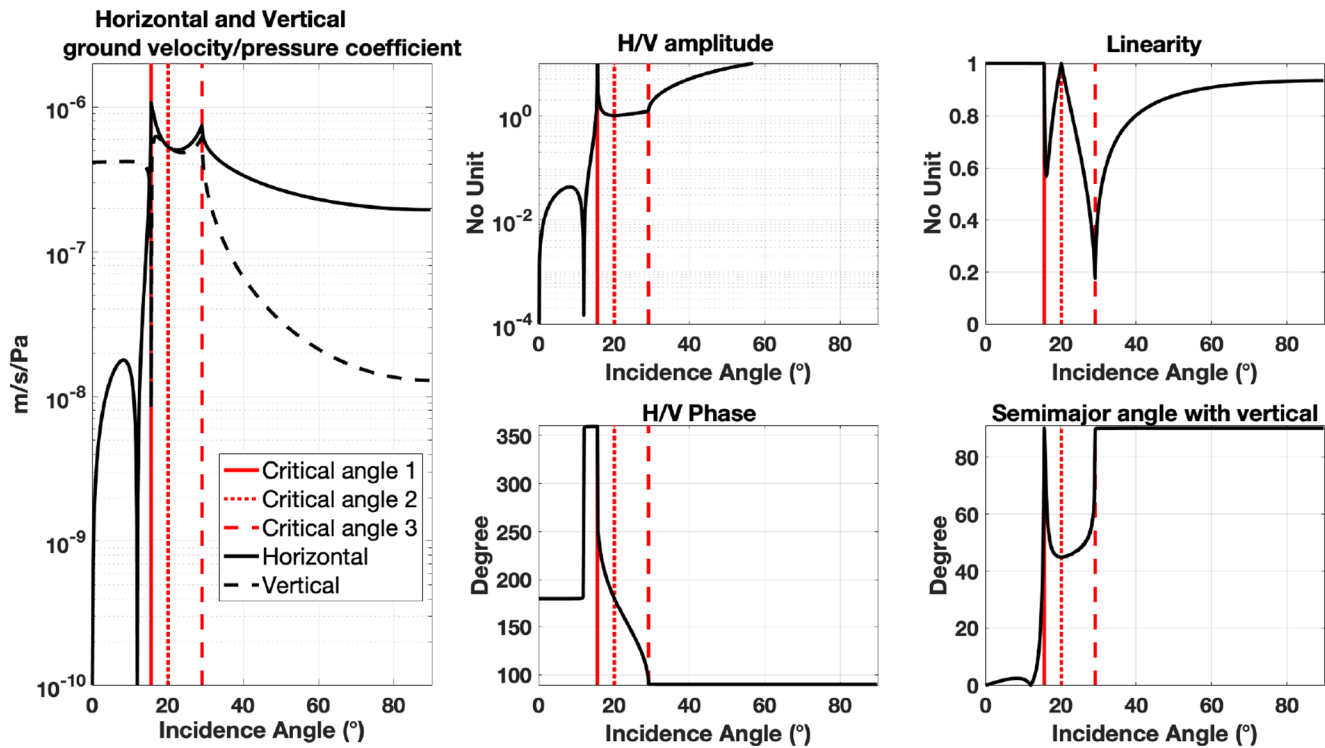 Horizontal and Vertical
ground velocity/pressure coefficient
10^-6
10^-7
10^-8
10^-9
10^-10
m/s/Pa
0 20 40 60 80
Incidence Angle (°)
Critical angle 1
Critical angle 2
Critical angle 3
Horizontal
Vertical
H/V amplitude
10^0
10^-2
10^-4
No Unit
0 20 40 60 80
Incidence Angle (°)
Linearity
1
0.8
0.6
0.4
0.2
0
No Unit
0 20 40 60 80
Incidence Angle (°)
H/V Phase
350
300
250
200
150
100
Degree
0 20 40 60 80
Incidence Angle (°)
Semimajor angle with vertical
80
60
40
20
0
Degree
0 20 40 60 80
Incidence Angle (°)